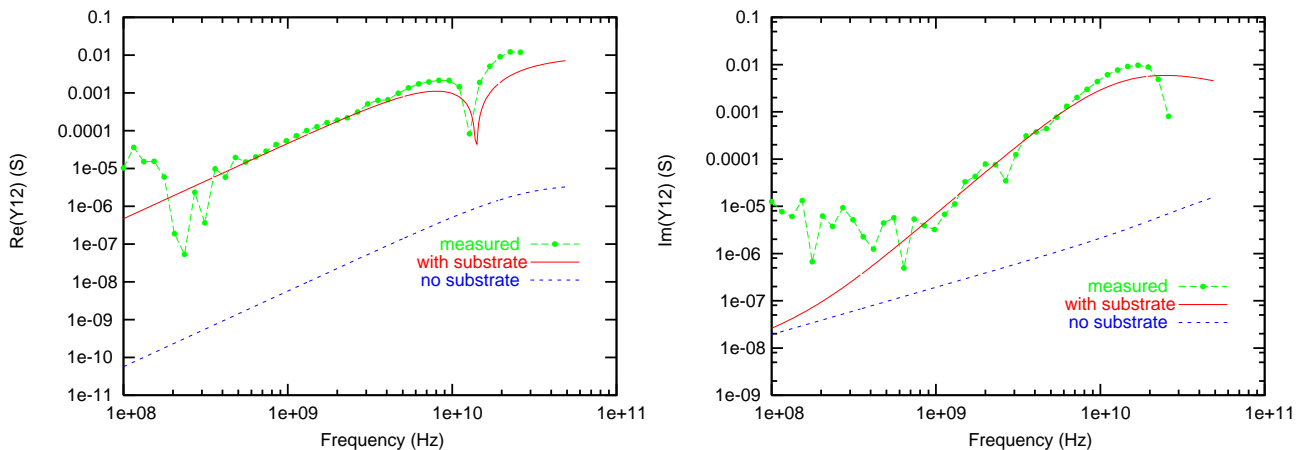 0.1
0.01
0.001
0.0001
1e-05
1e-06
1e-07
1e-08
1e-09
1e-10
1e-11
1e+08
1e+09
1e+10
1e+11
Re(Y12) (S)
Frequency (Hz)
measured
with substrate
no substrate
0.1
0.01
0.001
0.0001
1e-05
1e-06
1e-07
1e-08
1e-09
1e+08
1e+09
1e+10
1e+11
Im(Y12) (S)
Frequency (Hz)
measured
with substrate
no substrate